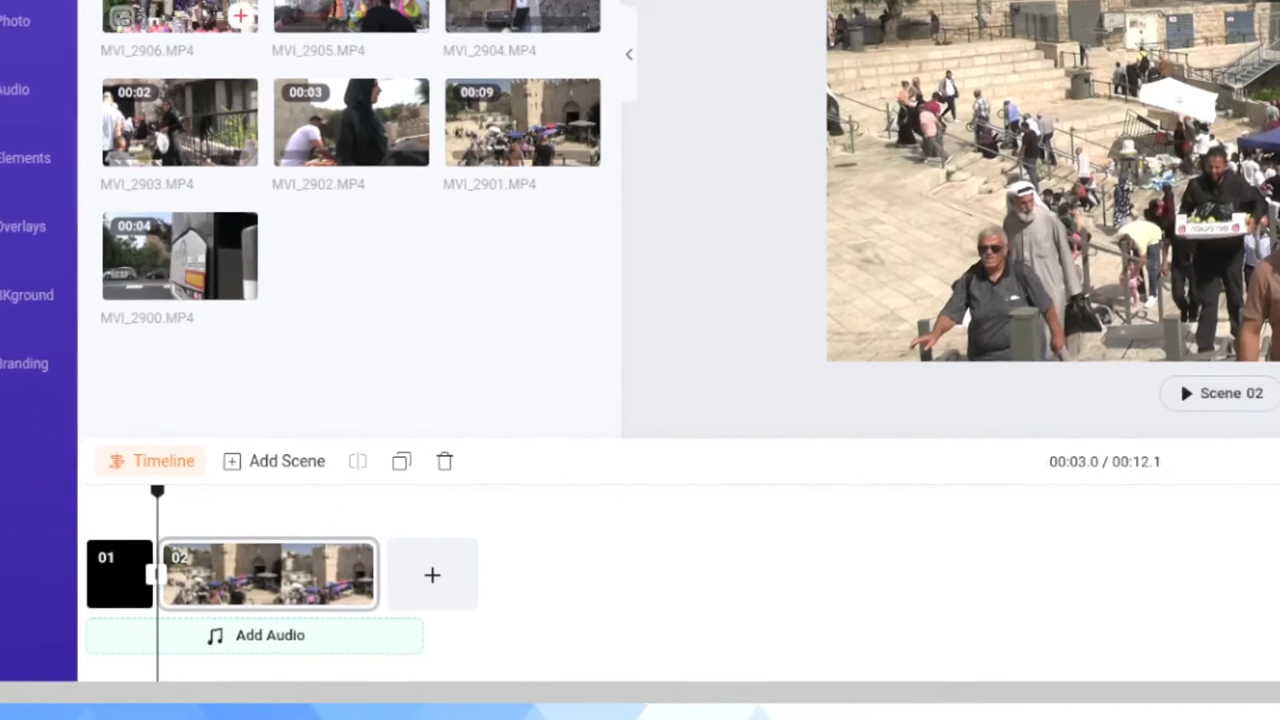 Photo
MVI_2906.MP4
MVI_2905.MP4
MVI_2904.MP4
Audio
00:02
00:03
00:09
Elements
MVI_2903.MP4
MVI_2902.MP4
MVI_2901.MP4
Overlays
00:04
BKground
MVI_2900.MP4
Branding
Scene 02
Timeline
Add Scene
00:03.0 / 00:12.1
01
02
Add Audio